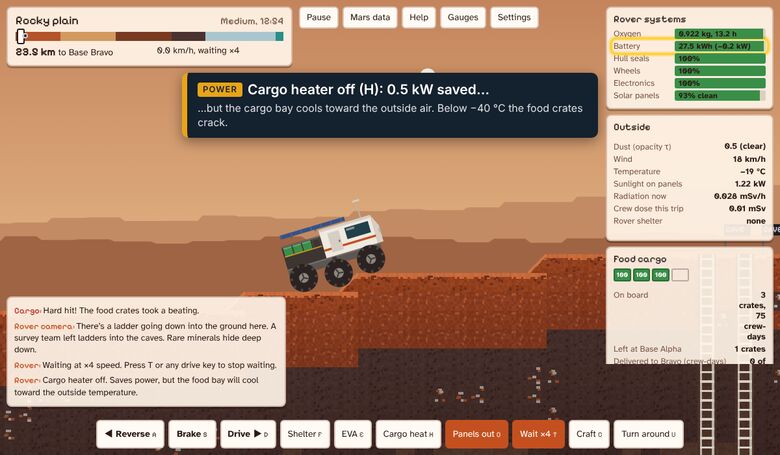 Rocky plain
Medium, 12:54
83.8 km to Base Bravo
0.0 km/h, waiting ×4
Pause
Mars data
Help
Gauges
Settings
POWER Cargo heater off (H): 0.5 kW saved…
…but the cargo bay cools toward the outside air. Below −40 °C the food crates
crack.
Rover systems
Oxygen 0.922 kg, 13.2 h
Battery 27.5 kWh (−0.2 kW)
Hull seals 100%
Wheels 100%
Electronics 100%
Solar panels 93% clean
Outside
Dust (opacity τ) 0.5 (clear)
Wind 18 km/h
Temperature −19 °C
Sunlight on panels 1.22 kW
Radiation now 0.028 mSv/h
Crew dose this trip 0.01 mSv
Rover shelter none
Food cargo
100 100 100
On board 3
crates,
75
crew-
days
Left at Base Alpha 1 crates
Delivered to Bravo (crew-days) 0 of
Cargo: Hard hit! The food crates took a beating.
Rover camera: There's a ladder going down into the ground here. A
survey team left ladders into the caves. Rare minerals hide deep
down.
Rover: Waiting at ×4 speed. Press T or any drive key to stop waiting.
Rover: Cargo heater off. Saves power, but the food bay will cool
toward the outside temperature.
◀ Reverse A
Brake S
Drive ▶ D
Shelter F
EVA E
Cargo heat H
Panels out O
Wait ×4 T
Craft C
Turn around U